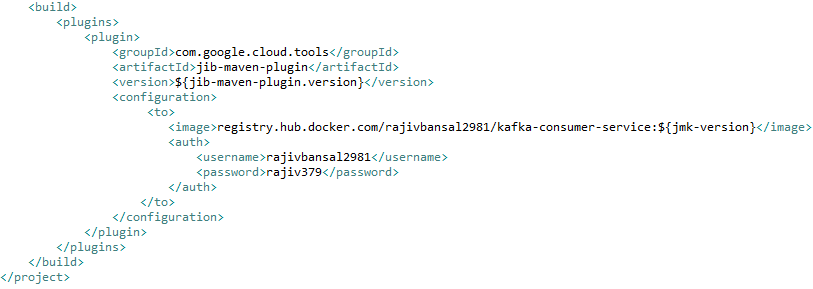 <build>
<plugins>
<plugin>
<groupId>com.google.cloud.tools</groupId>
<artifactId>jib-maven-plugin</artifactId>
<version>${jib-maven-plugin.version}</version>
<configuration>
<to>
<image>registry.hub.docker.com/rajivbansal2981/kafka-consumer-service:${jmk-version}</image>
<auth>
<username>rajivbansal2981</username>
<password>rajiv379</password>
</auth>
</to>
</configuration>
</plugin>
</plugins>
</build>
</project>